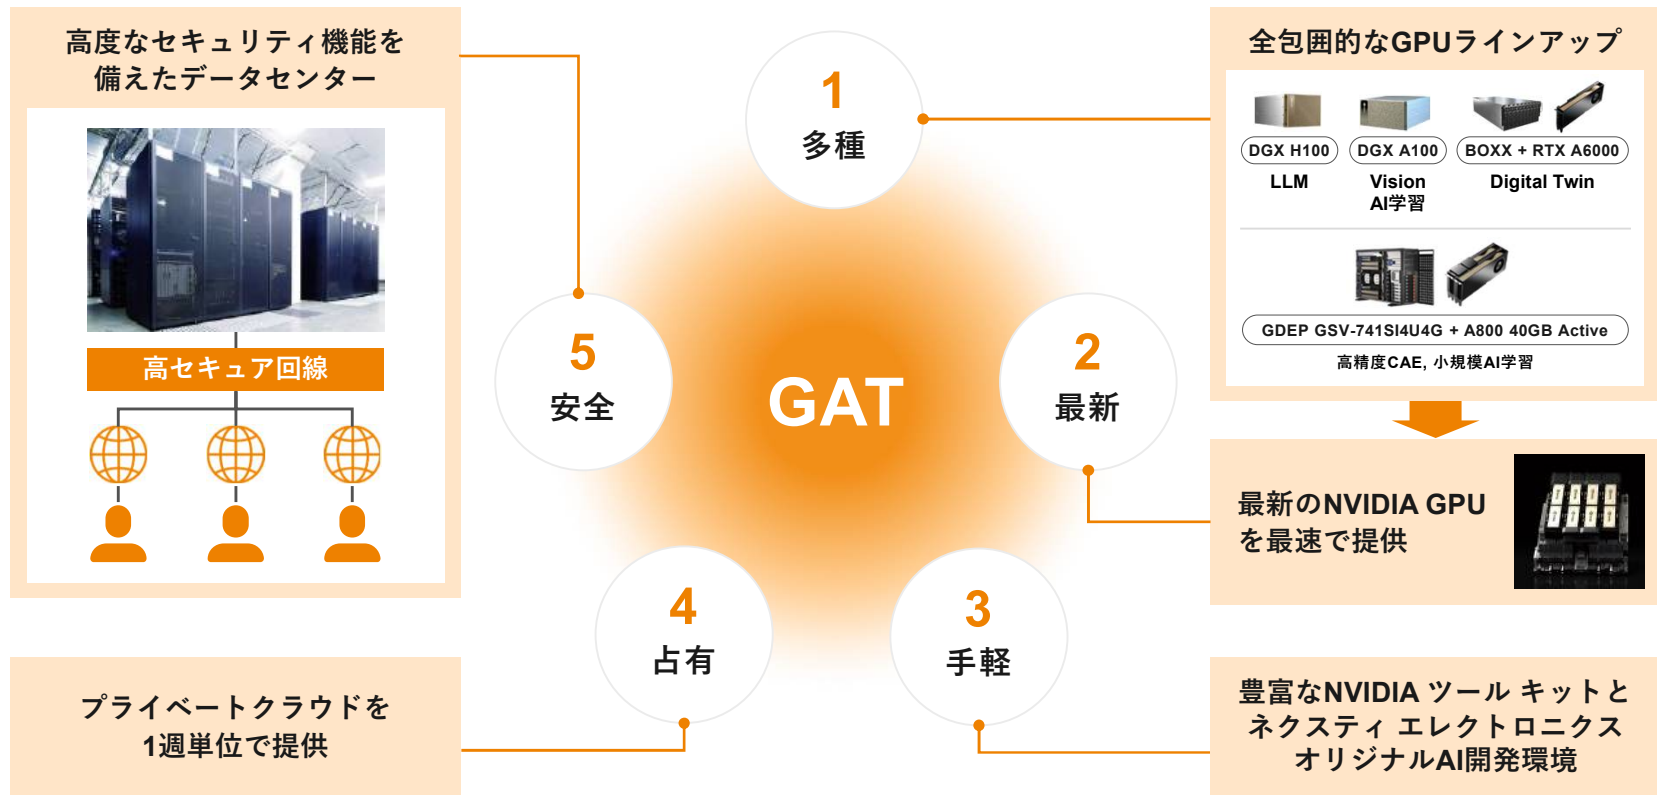 高度なセキュリティ機能を
備えたデータセンター
高セキュア回線
1
多種
全包囲的なGPUラインアップ
DGX H100
DGX A100
BOXX + RTX A6000
LLM
Vision
AI学習
Digital Twin
GDEP GSV-741SI4U4G + A800 40GB Active
高精度CAE, 小規模AI学習
5
安全
GAT
2
最新
最新のNVIDIA GPU
を最速で提供
4
占有
3
手軽
プライベートクラウドを
1週単位で提供
豊富なNVIDIA ツール キットと
ネクスティ エレクトロニクス
オリジナルAI開発環境